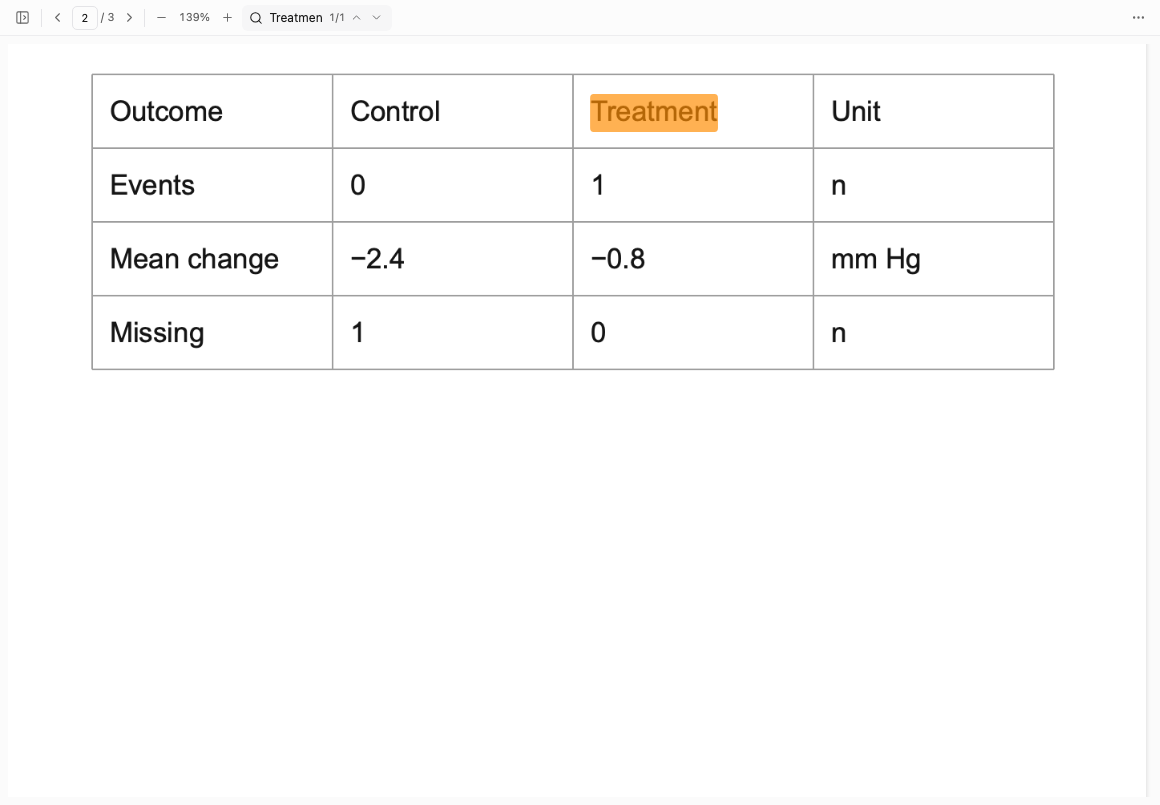 2 / 3 139% Treatmen 1/1
Outcome Control Treatment Unit
Events 0 1 n
Mean change −2.4 −0.8 mm Hg
Missing 1 0 n